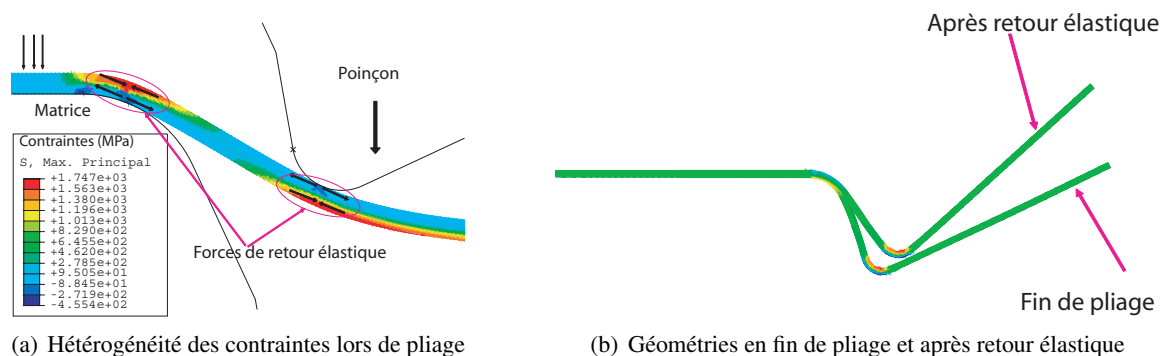 Poinçon
Matrice
Contraintes (MPa)
S, Max. Principal
+1.747e+03
+1.563e+03
+1.380e+03
+1.196e+03
+1.013e+03
+8.290e+02
+6.455e+02
+4.620e+02
+2.785e+02
+9.505e+01
-8.845e+01
-2.719e+02
-4.554e+02
Forces de retour élastique
(a) Hétérogénéité des contraintes lors de pliage
Après retour élastique
Fin de pliage
(b) Géométries en fin de pliage et après retour élastique